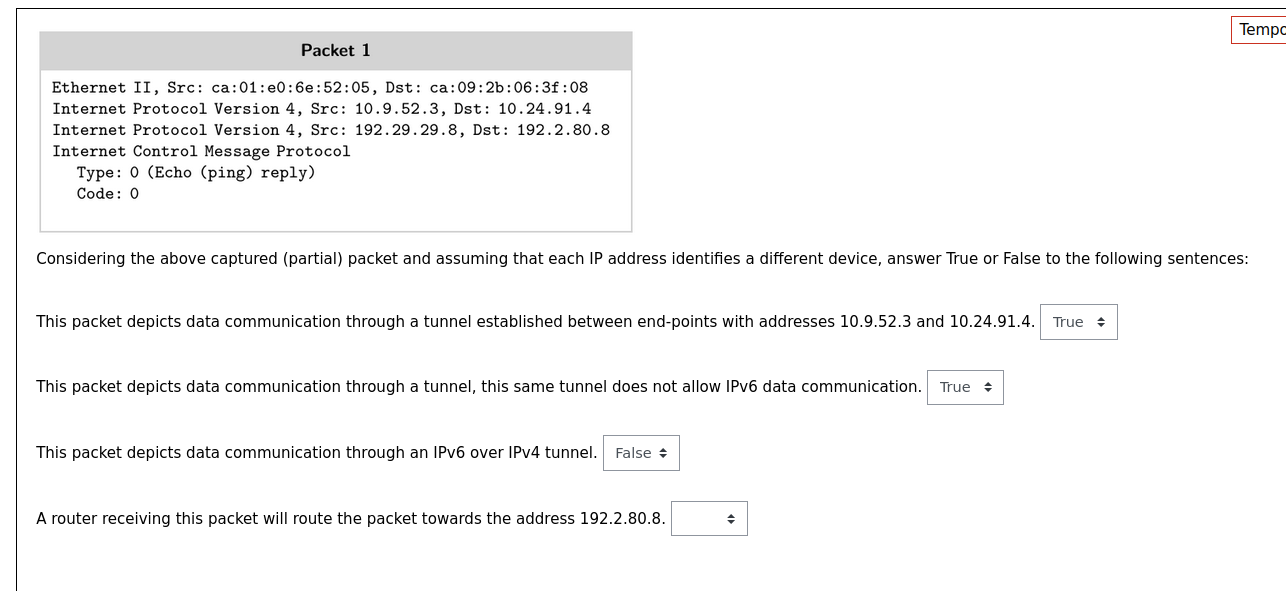 Tempo
Packet 1
Ethernet II, Src: ca:01:e0:6e:52:05, Dst: ca:09:2b:06:3f:08
Internet Protocol Version 4, Src: 10.9.52.3, Dst: 10.24.91.4
Internet Protocol Version 4, Src: 192.29.29.8, Dst: 192.2.80.8
Internet Control Message Protocol
Type: 0 (Echo (ping) reply)
Code: 0
Considering the above captured (partial) packet and assuming that each IP address identifies a different device, answer True or False to the following sentences:
This packet depicts data communication through a tunnel established between end-points with addresses 10.9.52.3 and 10.24.91.4. True
This packet depicts data communication through a tunnel, this same tunnel does not allow IPv6 data communication. True
This packet depicts data communication through an IPv6 over IPv4 tunnel. False
A router receiving this packet will route the packet towards the address 192.2.80.8.